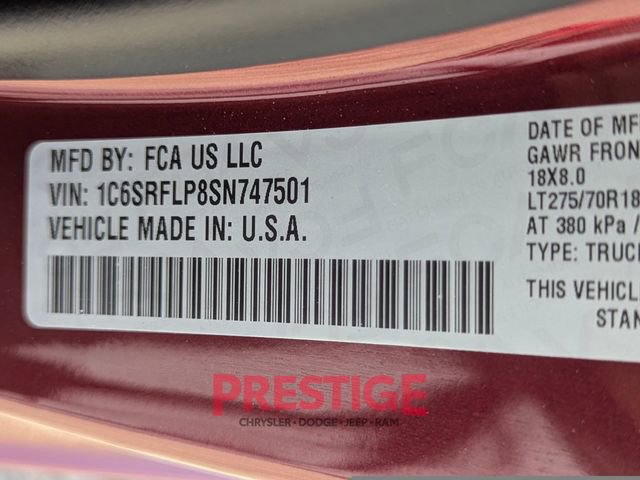 MFD BY: FCA US LLC
VIN: 1C6SRFLP8SN747501
VEHICLE MADE IN: U.S.A.
DATE OF MF
GAWR FRON
18X8.0
LT275/70R18
AT 380 kPa /
TYPE: TRUC
THIS VEHICL
STAN
PRESTIGE
CHRYSLER • DODGE • JEEP • RAM